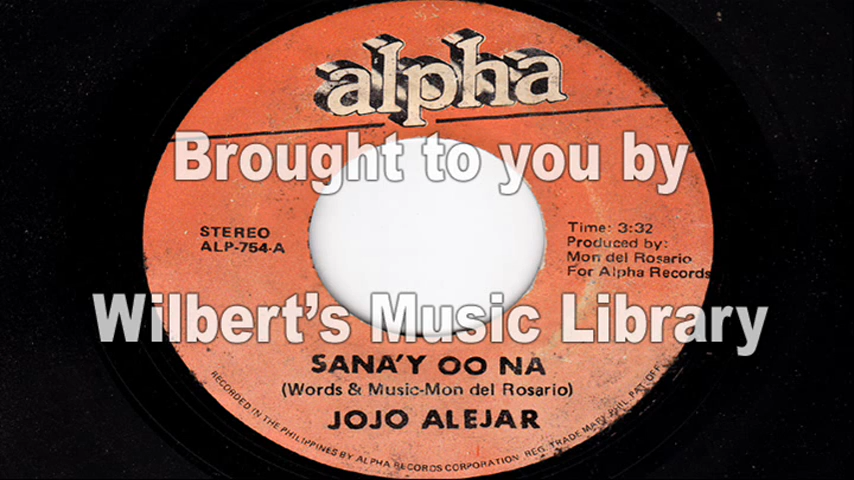 alpha
Brought to you by
STEREO
ALP-754-A
Time: 3:32
Produced by:
Mon del Rosario
For Alpha Records
Wilbert's Music Library
SANA'Y OO NA
(Words & Music-Mon del Rosario)
JOJO ALEJAR
RECORDED IN THE PHILIPPINES BY ALPHA RECORDS CORPORATION REG. TRADE MARK PHIL. PAT. OFF.